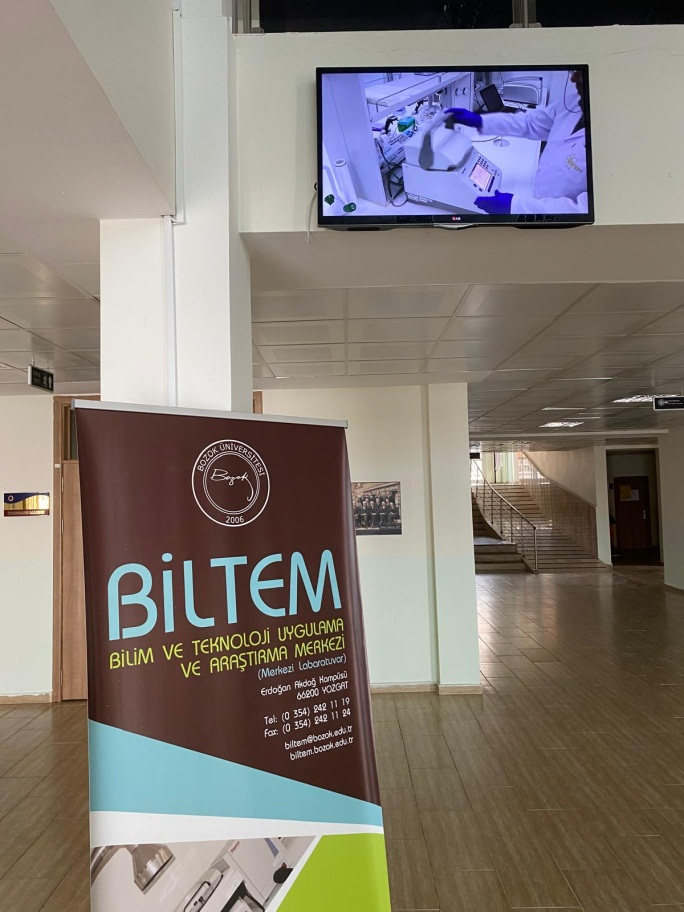 LG
BOZOK ÜNİVERSİTESİ
Bozok
2006
BİLTEM
BİLİM VE TEKNOLOJİ UYGULAMA
VE ARAŞTIRMA MERKEZİ
(Merkezi Labaratuvar)
Erdoğan Akdağ Kampüsü
66200 YOZGAT
Tel: (0 354) 242 11 19
Fax: (0 354) 242 11 24
biltem@bozok.edu.tr
biltem.bozok.edu.tr